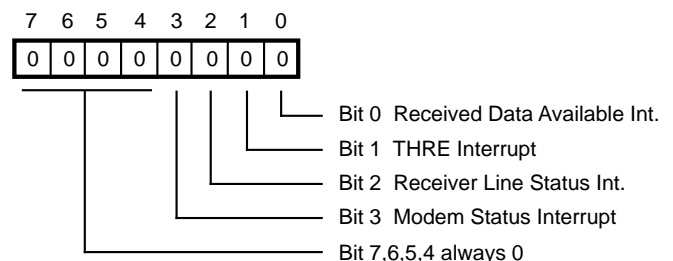 7 6 5 4 3 2 1 0
0 0 0 0 0 0 0 0
Bit 0 Received Data Available Int.
Bit 1 THRE Interrupt
Bit 2 Receiver Line Status Int.
Bit 3 Modem Status Interrupt
Bit 7,6,5,4 always 0